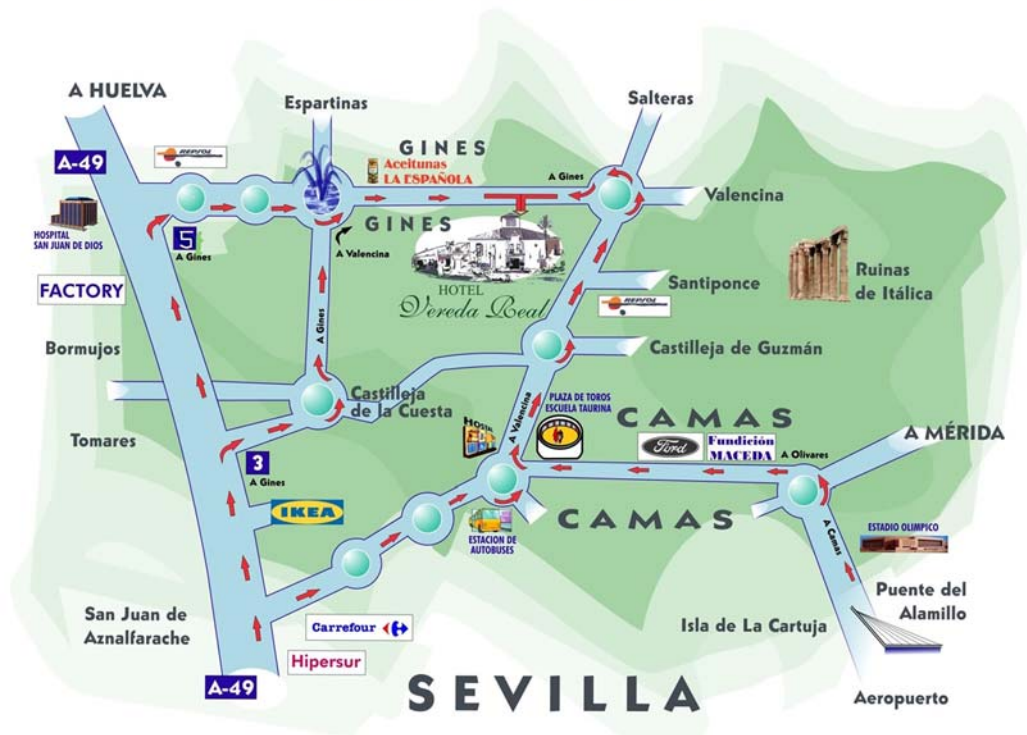 A HUELVA
Espartinas
Salteras
A-49
REPSOL
GINES
Aceitunas
LA ESPAÑOLA
A Gines
Valencina
HOSPITAL
SAN JUAN DE DIOS
5
A Gines
GINES
A Valencina
FACTORY
HOTEL
Vereda Real
Santiponce
REPSOL
Ruinas
de Itálica
A Gines
Bormujos
Castilleja de Guzmán
Castilleja
de la Cuesta
PLAZA DE TOROS
ESCUELA TAURINA
A Valencina
HOSTAL
CAMAS
Tomares
Ford
Fundición
MACEDA
A Olivares
A MÉRIDA
3
A Gines
IKEA
CAMAS
ESTACION DE
AUTOBUSES
A Camas
ESTADIO OLIMPICO
San Juan de
Aznalfarache
Carrefour
Hipersur
Isla de La Cartuja
Puente del
Alamillo
A-49
SEVILLA
Aeropuerto